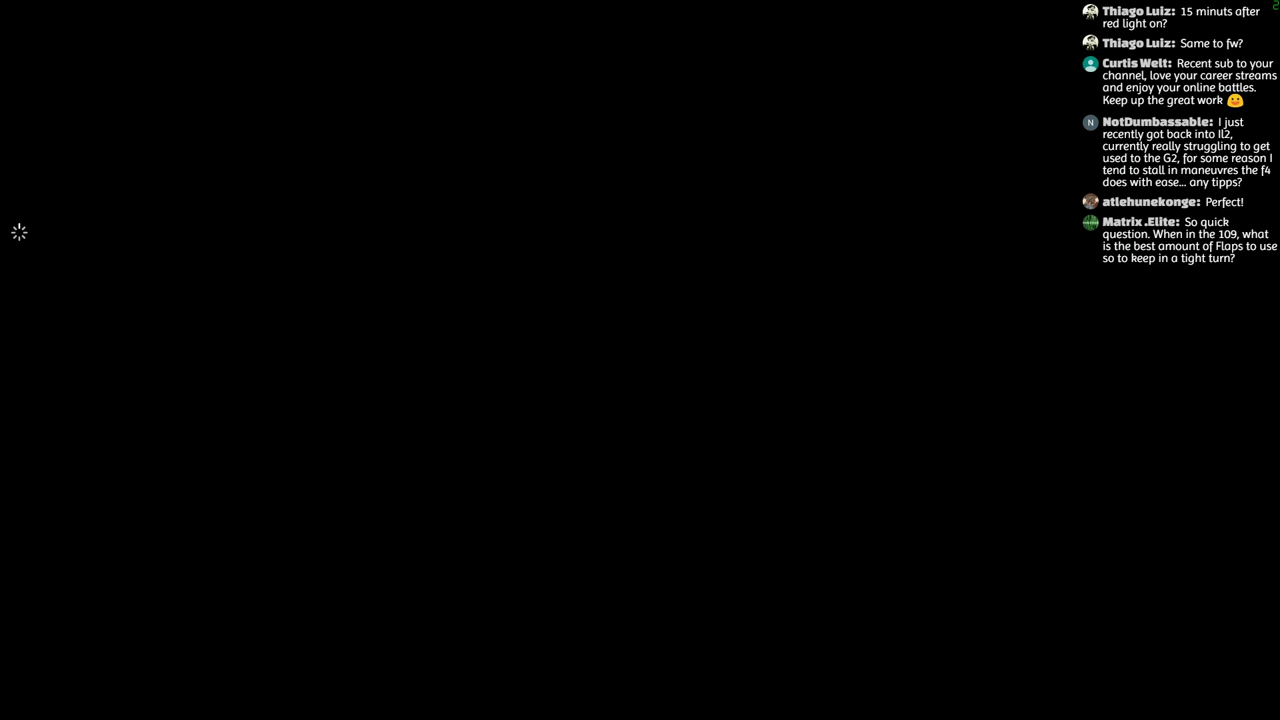 Thiago Luiz: 15 minuts after
red light on?
Thiago Luiz: Same to fw?
Curtis Welt: Recent sub to your
channel, love your career streams
and enjoy your online battles.
Keep up the great work
N NotDumbassable: I just
recently got back into Il2,
currently really struggling to get
used to the G2, for some reason I
tend to stall in maneuvres the f4
does with ease... any tipps?
atlehunekonge: Perfect!
Matrix .Elite: So quick
question. When in the 109, what
is the best amount of Flaps to use
so to keep in a tight turn?